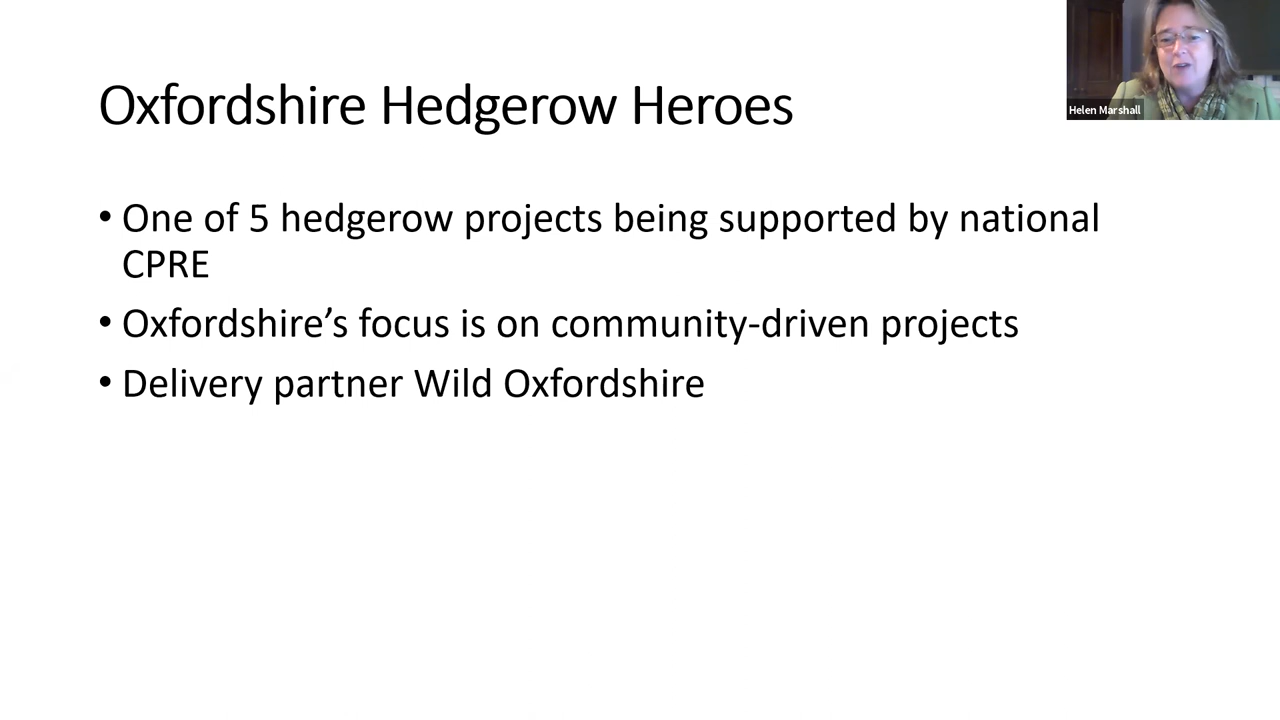 Oxfordshire Hedgerow Heroes
Helen Marshall
• One of 5 hedgerow projects being supported by national
CPRE
• Oxfordshire’s focus is on community-driven projects
• Delivery partner Wild Oxfordshire